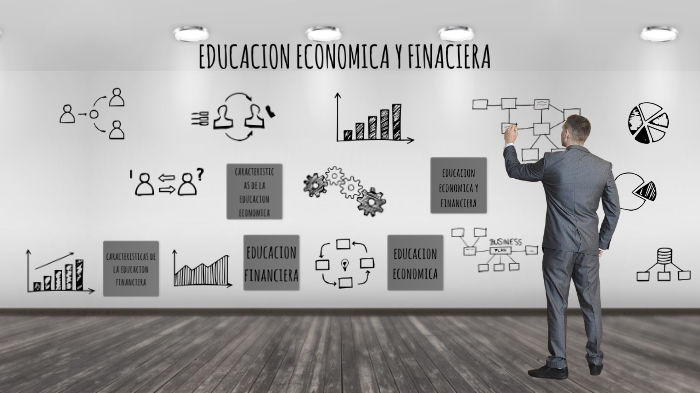 EDUCACION ECONOMICA Y FINACIERA
?
CARACTERISTIC
AS DE LA
EDUCACION
ECONOMICA
EDUCACION
ECONOMICA Y
FINANCIERA
CARACTERISTICAS DE
LA EDUCACION
FINANCIERA
EDUCACION
FINANCIERA
EDUCACION
ECONOMICA
BUSINESS
PLAN